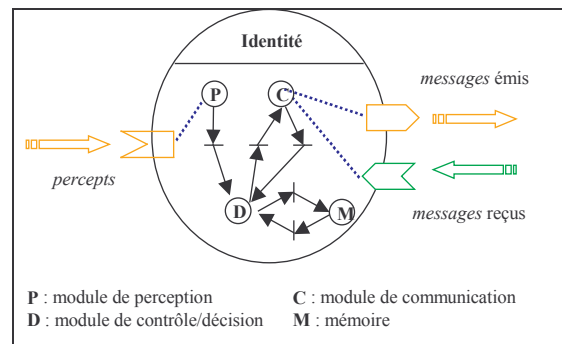 Identité
P
C
messages émis
percepts
messages reçus
D
M
P : module de perception
C : module de communication
D : module de contrôle/décision
M : mémoire